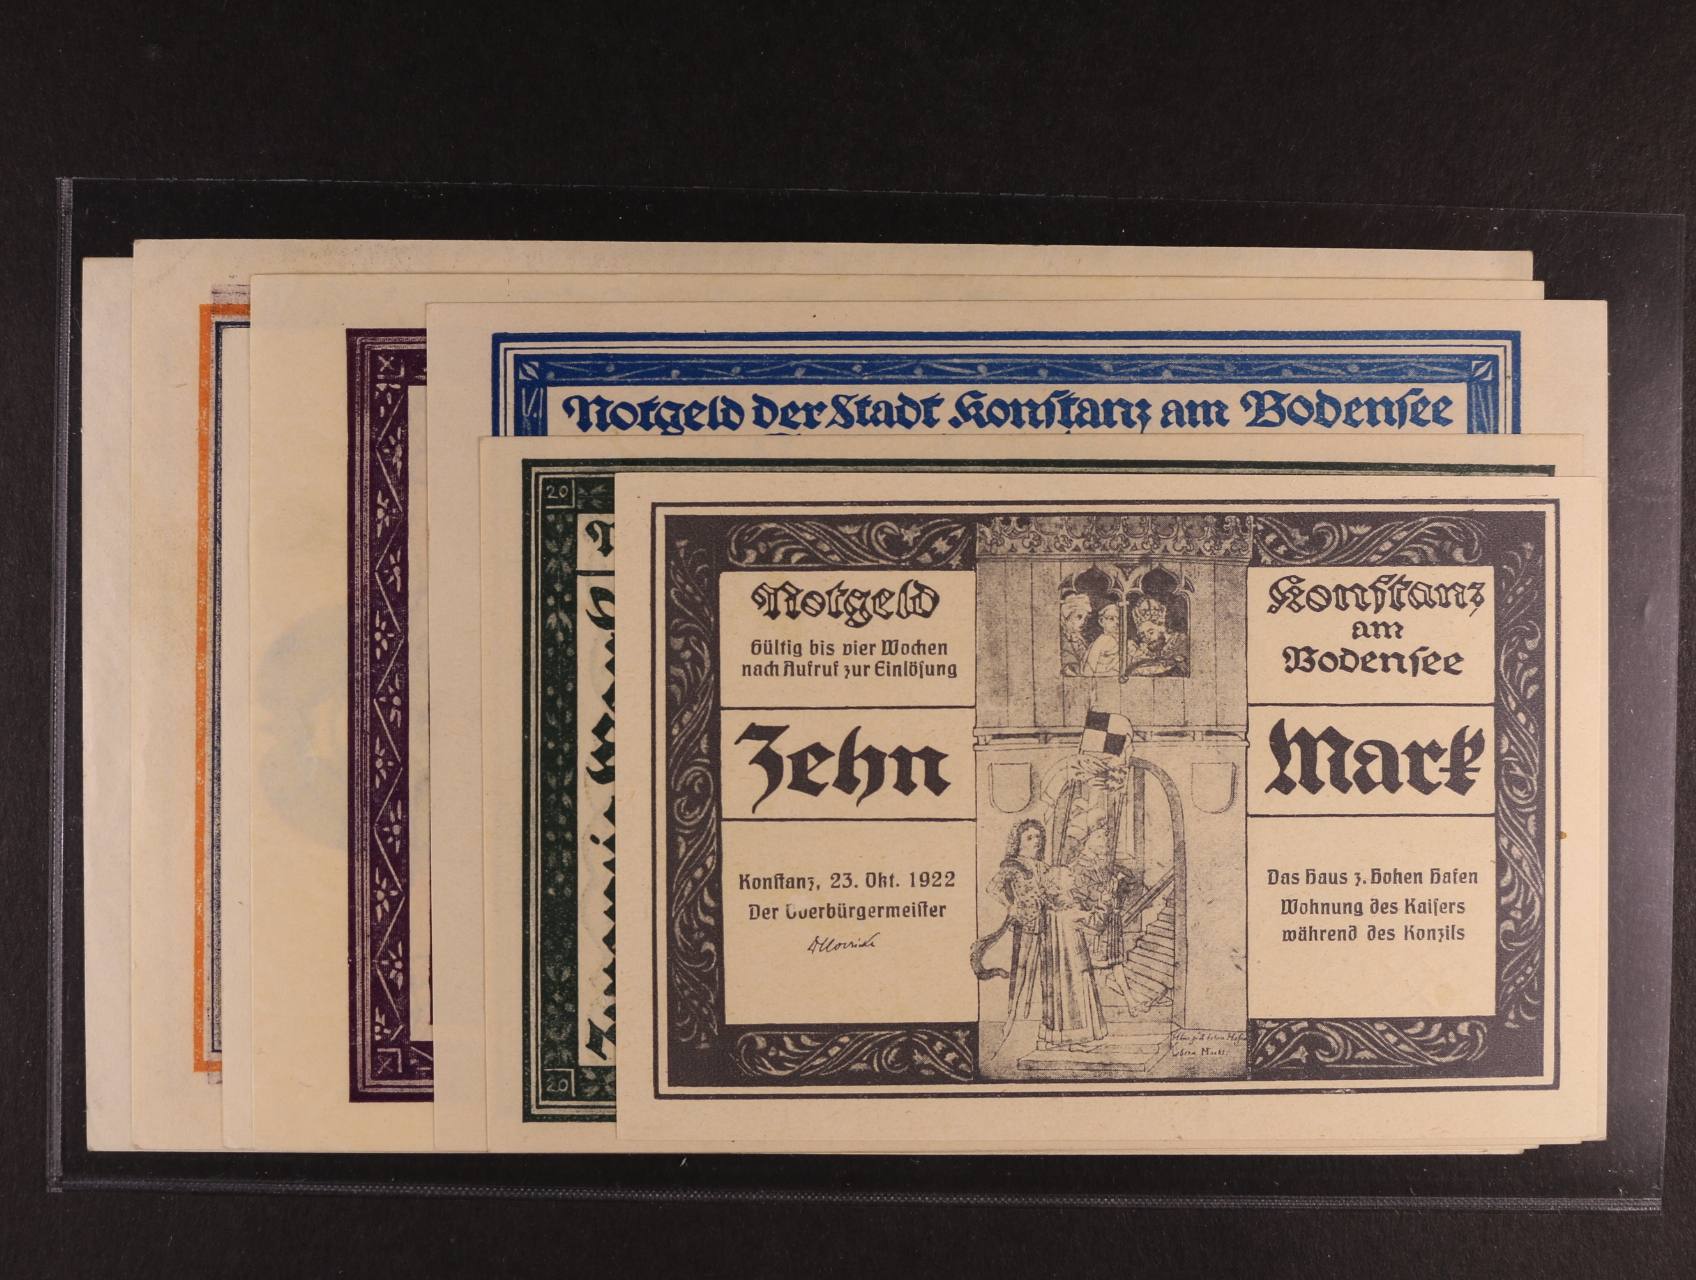 Notgeld der Stadt Konstanz am Bodensee
20
20
Notgeld
Gültig bis vier Wochen
nach Aufruf zur Einlösung
Zehn
Konstanz, 23. Okt. 1922
Der Oberbürgermeister
Konstanz
am
Bodensee
Mark
Das Haus z. Hohen Hafen
Wohnung des Kaisers
während des Konzils